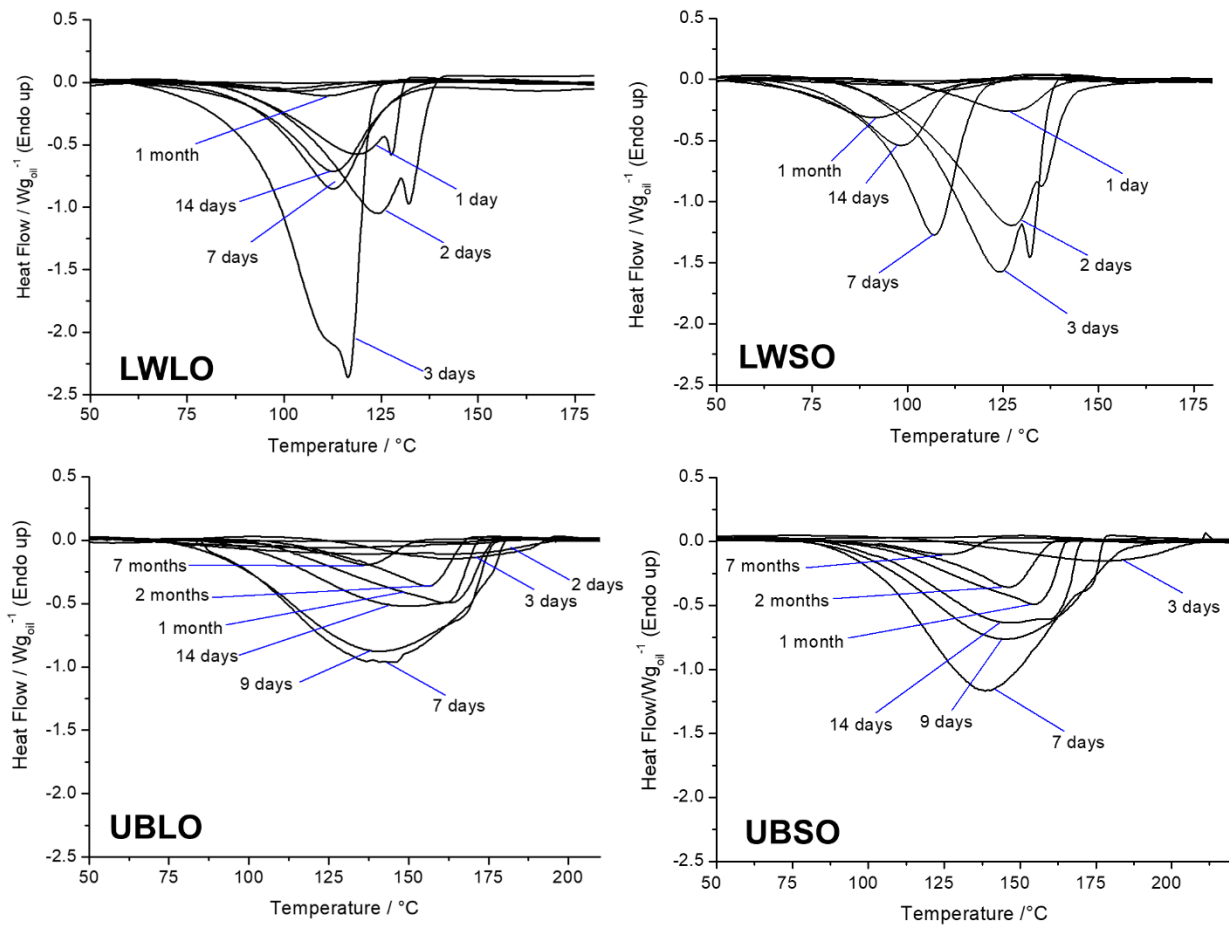 0.5
0.0
-0.5
-1.0
-1.5
-2.0
-2.5
Heat Flow / Wg_oil^-1 (Endo up)
1 month
14 days
7 days
1 day
2 days
3 days
LWLO
50 75 100 125 150 175
Temperature / °C
0.5
0.0
-0.5
-1.0
-1.5
-2.0
-2.5
Heat Flow / Wg_oil^-1 (Endo up)
1 month
14 days
7 days
1 day
2 days
3 days
LWSO
50 75 100 125 150 175
Temperature / °C
0.5
0.0
-0.5
-1.0
-1.5
-2.0
-2.5
Heat Flow / Wg_oil^-1 (Endo up)
7 months
2 months
1 month
14 days
9 days
7 days
3 days
2 days
UBLO
50 75 100 125 150 175 200
Temperature / °C
0.5
0.0
-0.5
-1.0
-1.5
-2.0
-2.5
Heat Flow/Wg_oil^-1 (Endo up)
7 months
2 months
1 month
14 days
9 days
7 days
3 days
UBSO
50 75 100 125 150 175 200
Temperature /°C